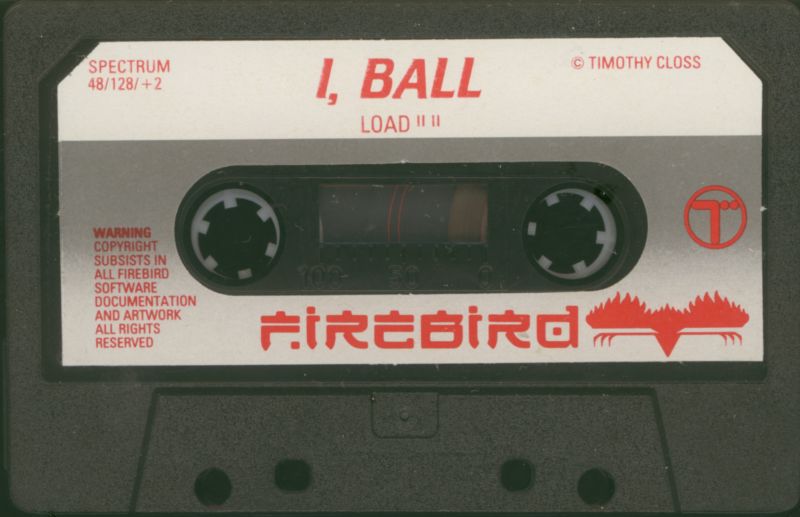 SPECTRUM
48/128/+2
I, BALL
LOAD " "
© TIMOTHY CLOSS
WARNING
COPYRIGHT
SUBSISTS IN
ALL FIREBIRD
SOFTWARE
DOCUMENTATION
AND ARTWORK
ALL RIGHTS
RESERVED
100 50 0
T
FIREBIRD